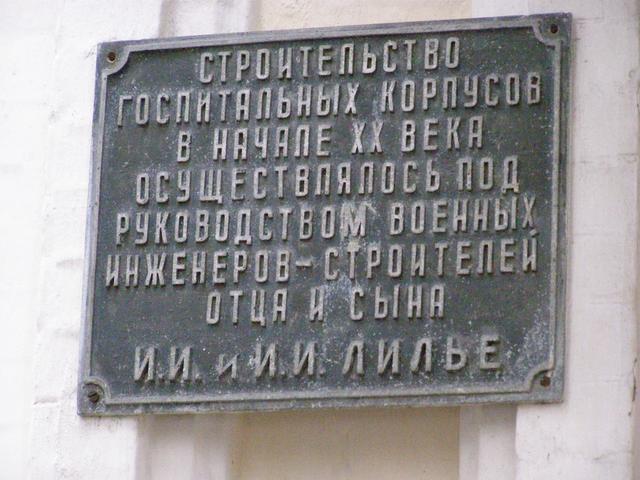 СТРОИТЕЛЬСТВО
ГОСПИТАЛЬНЫХ КОРПУСОВ
В НАЧАЛЕ XX ВЕКА
ОСУЩЕСТВЛЯЛОСЬ ПОД
РУКОВОДСТВОМ ВОЕННЫХ
ИНЖЕНЕРОВ-СТРОИТЕЛЕЙ
ОТЦА И СЫНА
И.И. И И.И. ЛИЛЬЕ